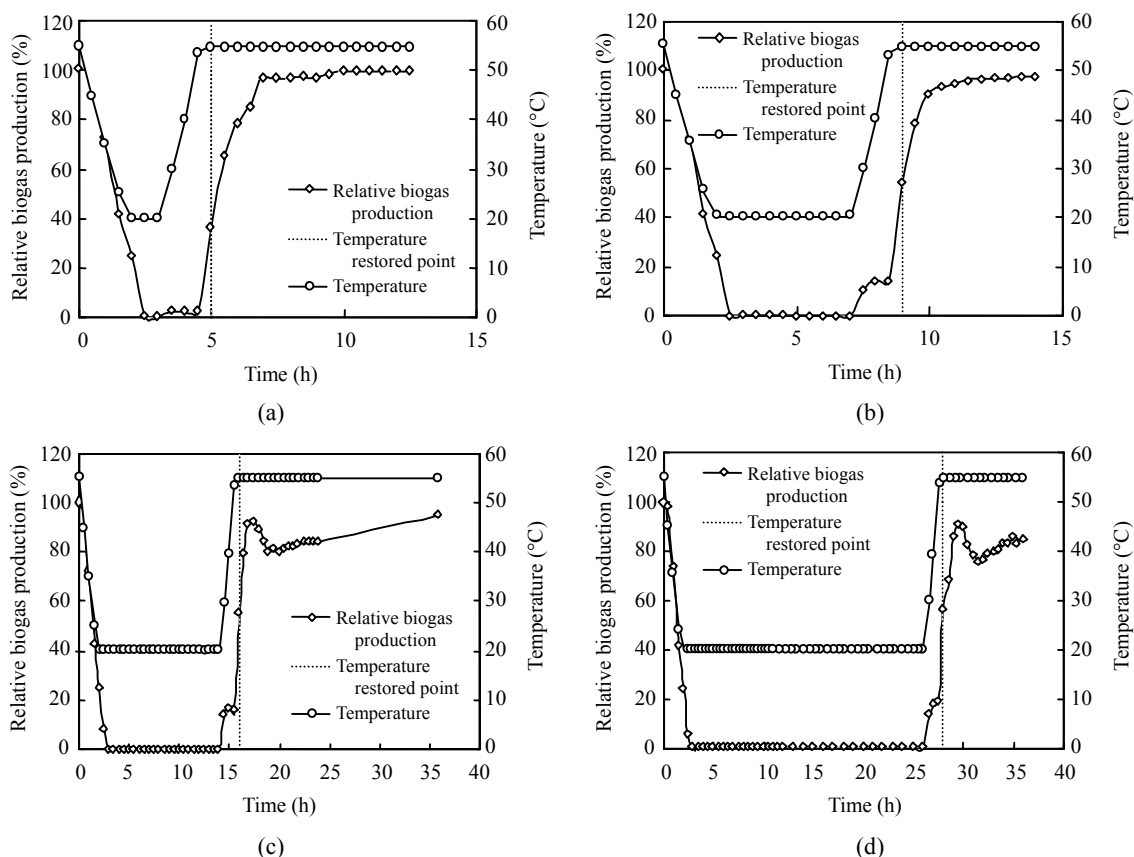 Relative biogas production (%)
120
100
80
60
40
20
0
0
5
10
15
Time (h)
60
50
40
30
20
10
0
Temperature (°C)
Relative biogas
production
Temperature
restored point
Temperature
(a)
Relative biogas production (%)
120
100
80
60
40
20
0
0
5
10
15
Time (h)
60
50
40
30
20
10
0
Temperature (°C)
Relative biogas
production
Temperature
restored point
Temperature
(b)
Relative biogas production (%)
120
100
80
60
40
20
0
0
5
10
15
20
25
30
35
40
Time (h)
60
50
40
30
20
10
0
Temperature (°C)
Relative biogas
production
Temperature
restored point
Temperature
(c)
Relative biogas production (%)
120
100
80
60
40
20
0
0
5
10
15
20
25
30
35
40
Time (h)
60
50
40
30
20
10
0
Temperature (°C)
Relative biogas
production
Temperature
restored point
Temperature
(d)